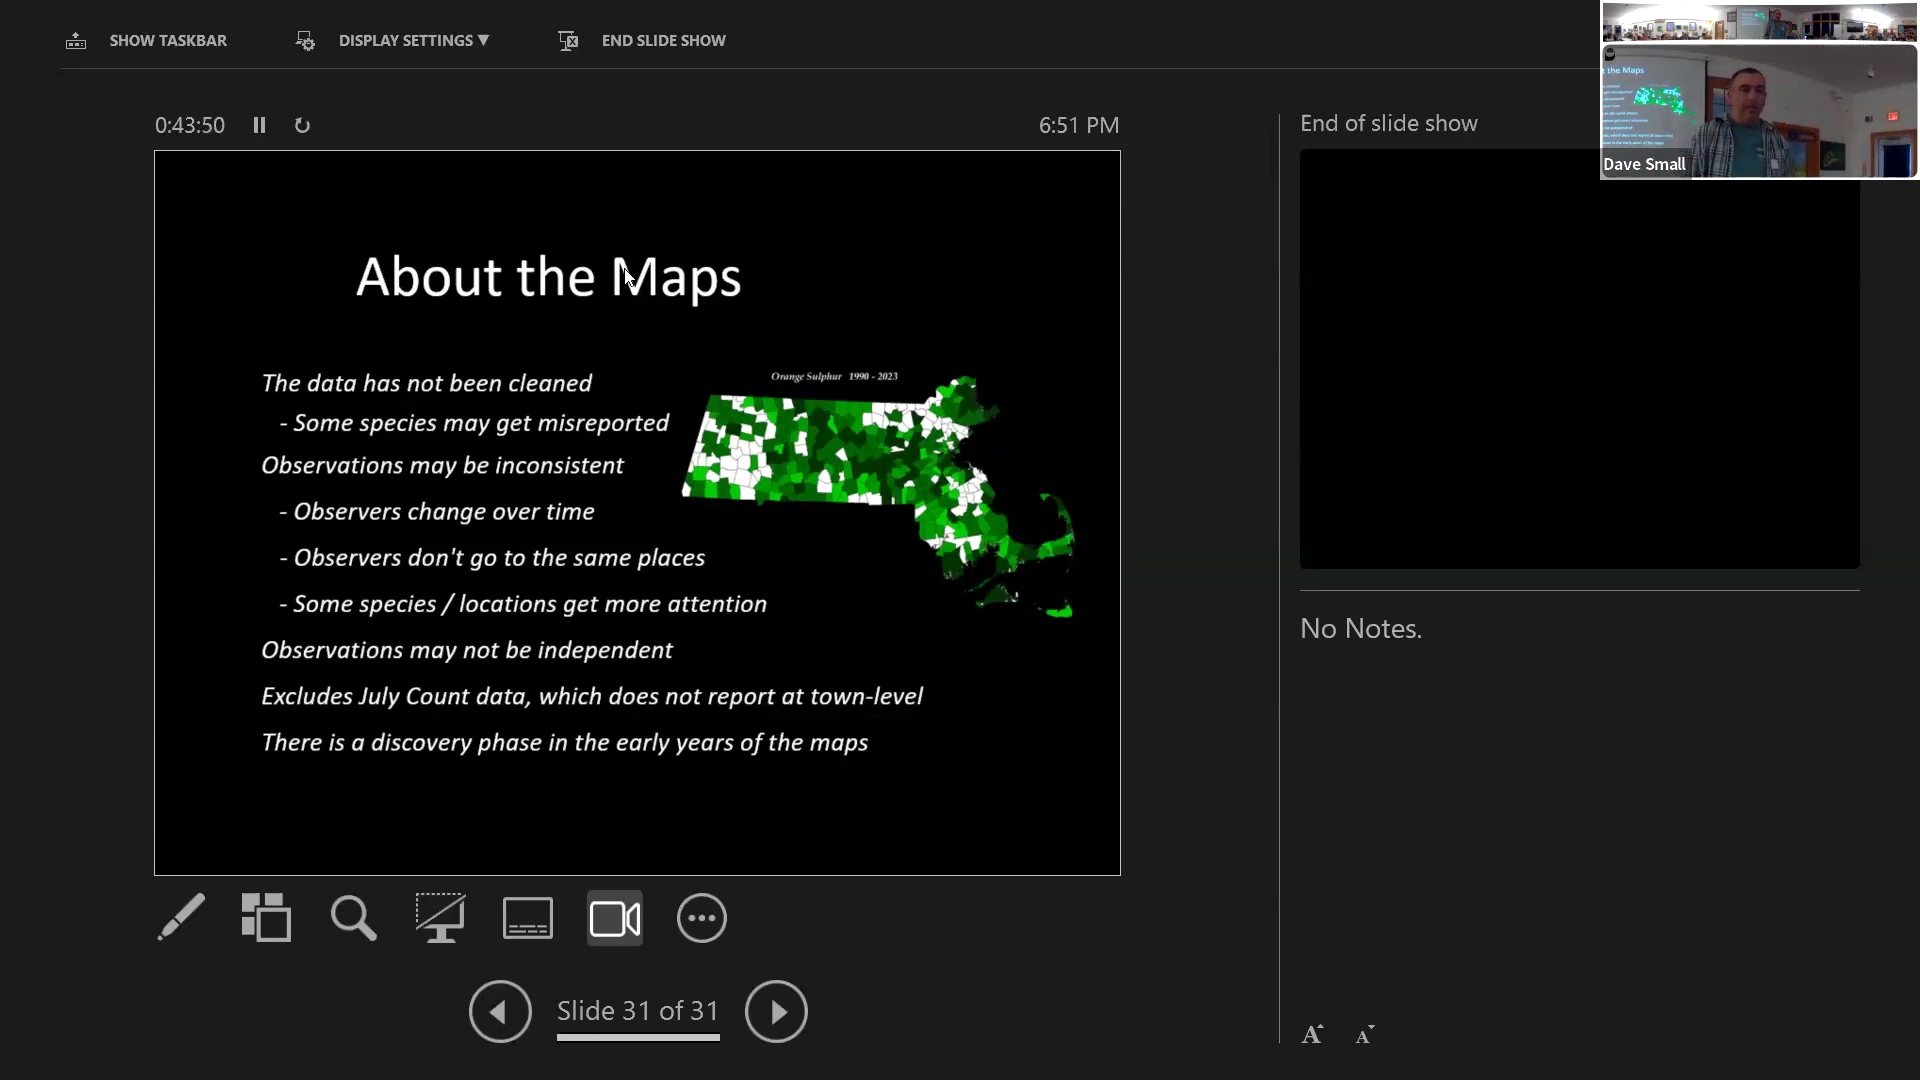 SHOW TASKBAR
DISPLAY SETTINGS ▼
END SLIDE SHOW
0:43:50
6:51 PM
End of slide show
the Maps
Dave Small
About the Maps
Orange Sulphur 1990 - 2023
The data has not been cleaned
- Some species may get misreported
Observations may be inconsistent
- Observers change over time
- Observers don't go to the same places
- Some species / locations get more attention
Observations may not be independent
Excludes July Count data, which does not report at town-level
There is a discovery phase in the early years of the maps
No Notes.
Slide 31 of 31
A A